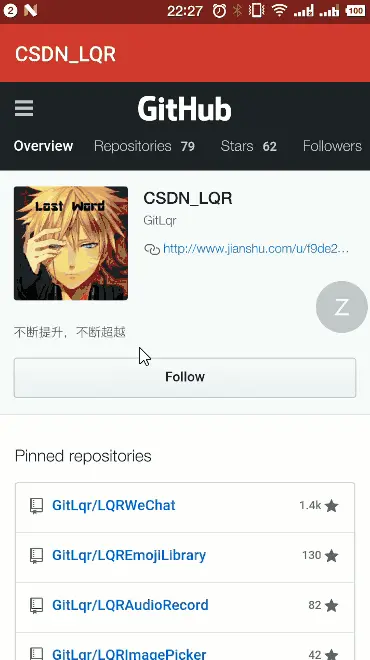 2 N 22:27 100
CSDN_LQR
GitHub
Overview Repositories 79 Stars 62 Followers
Last Word
CSDN_LQR
GitLqr
http://www.jianshu.com/u/f9de2...
Z
不断提升，不断超越
Follow
Pinned repositories
GitLqr/LQRWeChat 1.4k
GitLqr/LQREmojiLibrary 130
GitLqr/LQRAudioRecord 82
GitLqr/LQRImagePicker 42